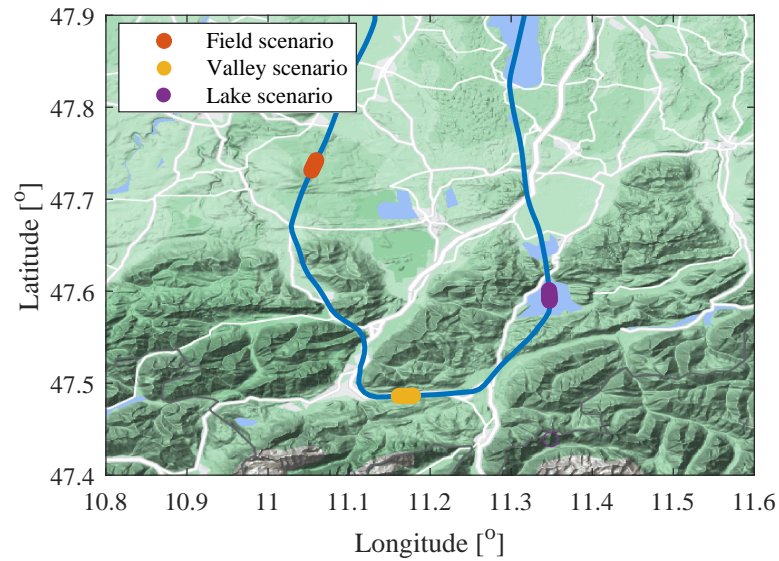 47.9
Field scenario
Valley scenario
Lake scenario
47.8
47.7
47.6
47.5
47.4
Latitude [°]
10.8 10.9 11 11.1 11.2 11.3 11.4 11.5 11.6
Longitude [°]